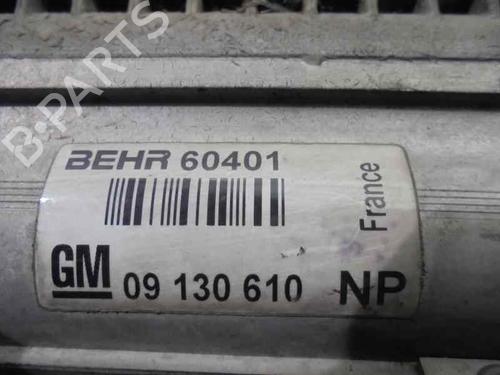 B-PARTS
BEHR 60401
France
GM 09 130 610 NP